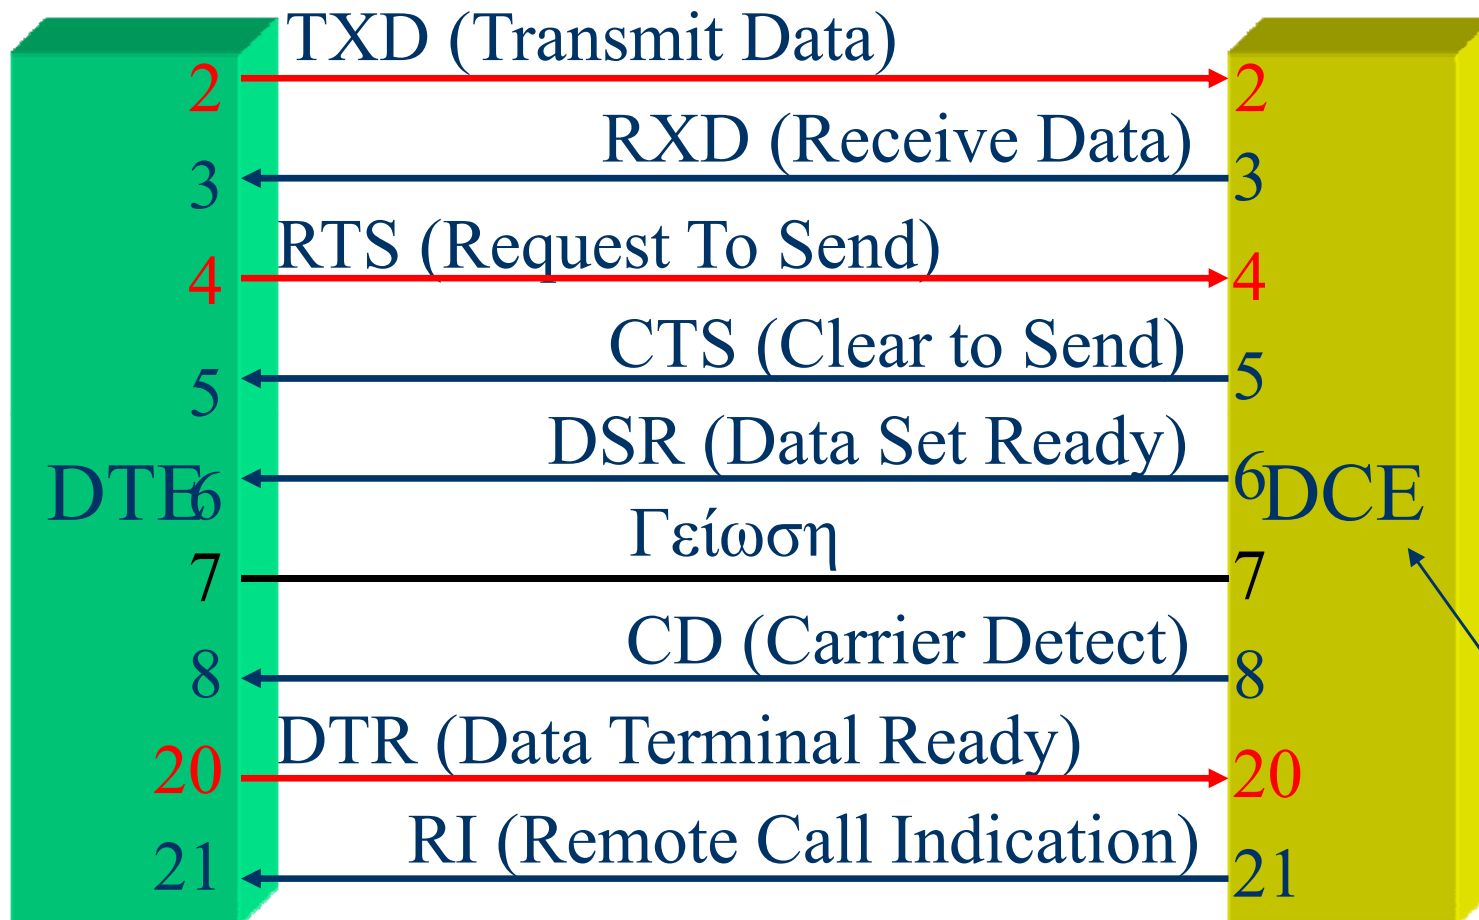 TXD (Transmit Data)
2 2
RXD (Receive Data)
3 3
RTS (Request To Send)
4 4
CTS (Clear to Send)
5 5
DSR (Data Set Ready)
DTE 6 6 DCE
Γείωση
7 7
CD (Carrier Detect)
8 8
DTR (Data Terminal Ready)
20 20
RI (Remote Call Indication)
21 21